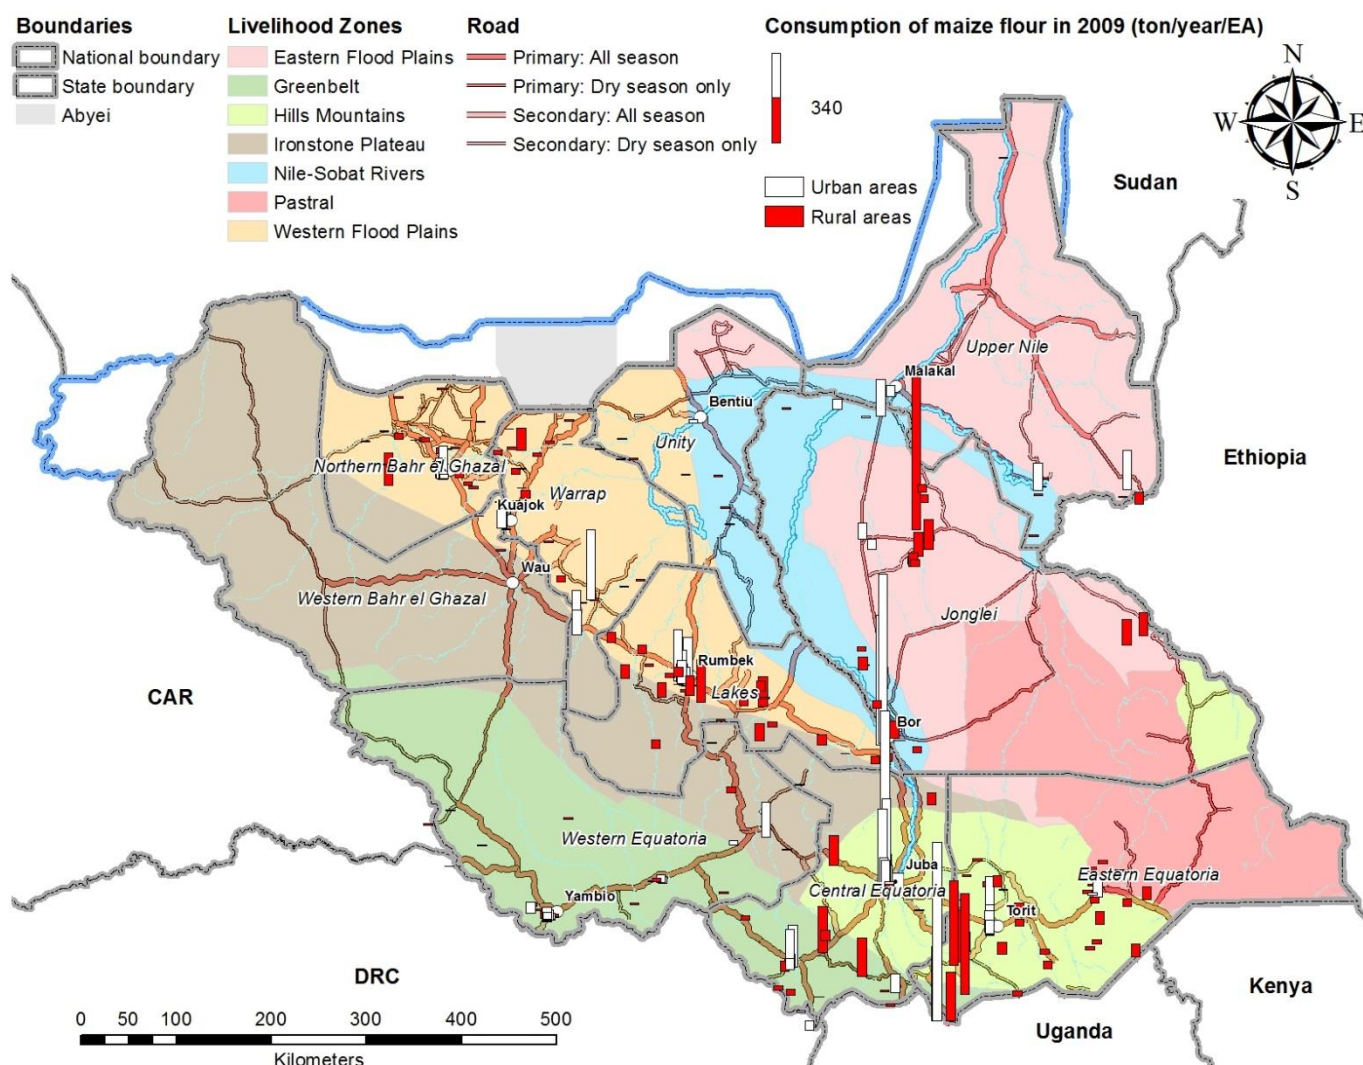 Boundaries
National boundary
State boundary
Abyei
Livelihood Zones
Eastern Flood Plains
Greenbelt
Hills Mountains
Ironstone Plateau
Nile-Sobat Rivers
Pastral
Western Flood Plains
Road
Primary: All season
Primary: Dry season only
Secondary: All season
Secondary: Dry season only
Consumption of maize flour in 2009 (ton/year/EA)
340
Urban areas
Rural areas
N
W E
S
Sudan
Upper Nile
Malakal
Bentiu
Unity
Ethiopia
Northern Bahr el Ghazal
Warrap
Kuajok
Wau
Western Bahr el Ghazal
Jonglei
Rumbek
Lakes
CAR
Bor
Western Equatoria
Juba
Central Equatoria
Eastern Equatoria
Yambio
Torit
DRC
Kenya
Uganda
0 50 100 200 300 400 500
Kilometers